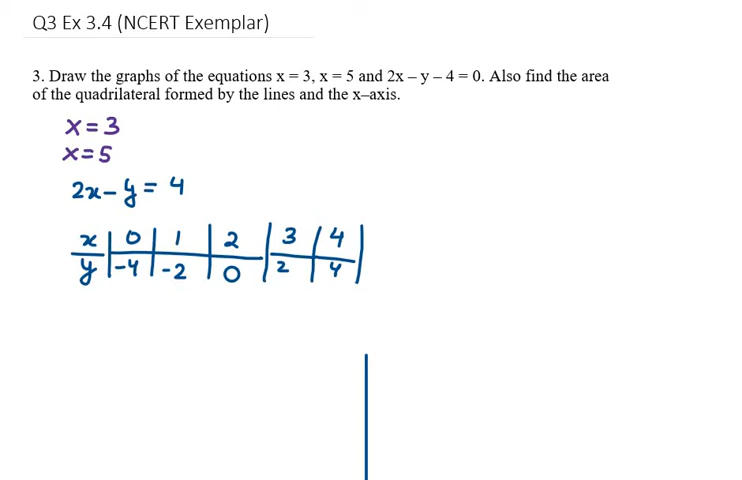 Q3 Ex 3.4 (NCERT Exemplar)
3. Draw the graphs of the equations x = 3, x = 5 and 2x – y – 4 = 0. Also find the area
of the quadrilateral formed by the lines and the x–axis.
x = 3
x = 5
2x – y = 4
x | 0 | 1 | 2 | 3 | 4 |
y | -4 | -2 | 0 | 2 | 4 |